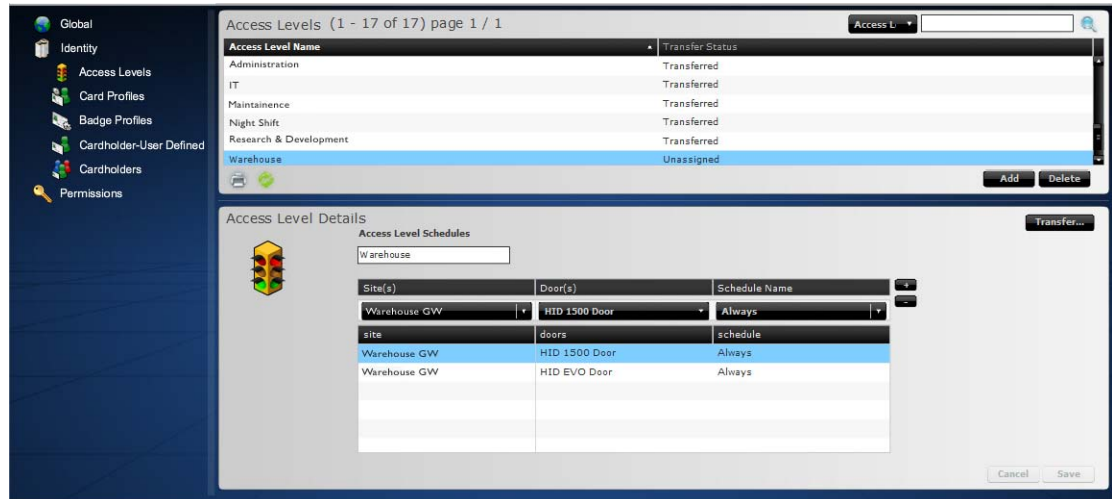 Global
Identity
Access Levels
Card Profiles
Badge Profiles
Cardholder-User Defined
Cardholders
Permissions
Access Levels (1 - 17 of 17) page 1 / 1
Access L
Access Level Name Transfer Status
Administration Transferred
IT Transferred
Maintainence Transferred
Night Shift Transferred
Research & Development Transferred
Warehouse Unassigned
Add Delete
Access Level Details
Transfer...
Access Level Schedules
Warehouse
Site(s) Door(s) Schedule Name +
Warehouse GW HID 1500 Door Always -
site doors schedule
Warehouse GW HID 1500 Door Always
Warehouse GW HID EVO Door Always
Cancel Save